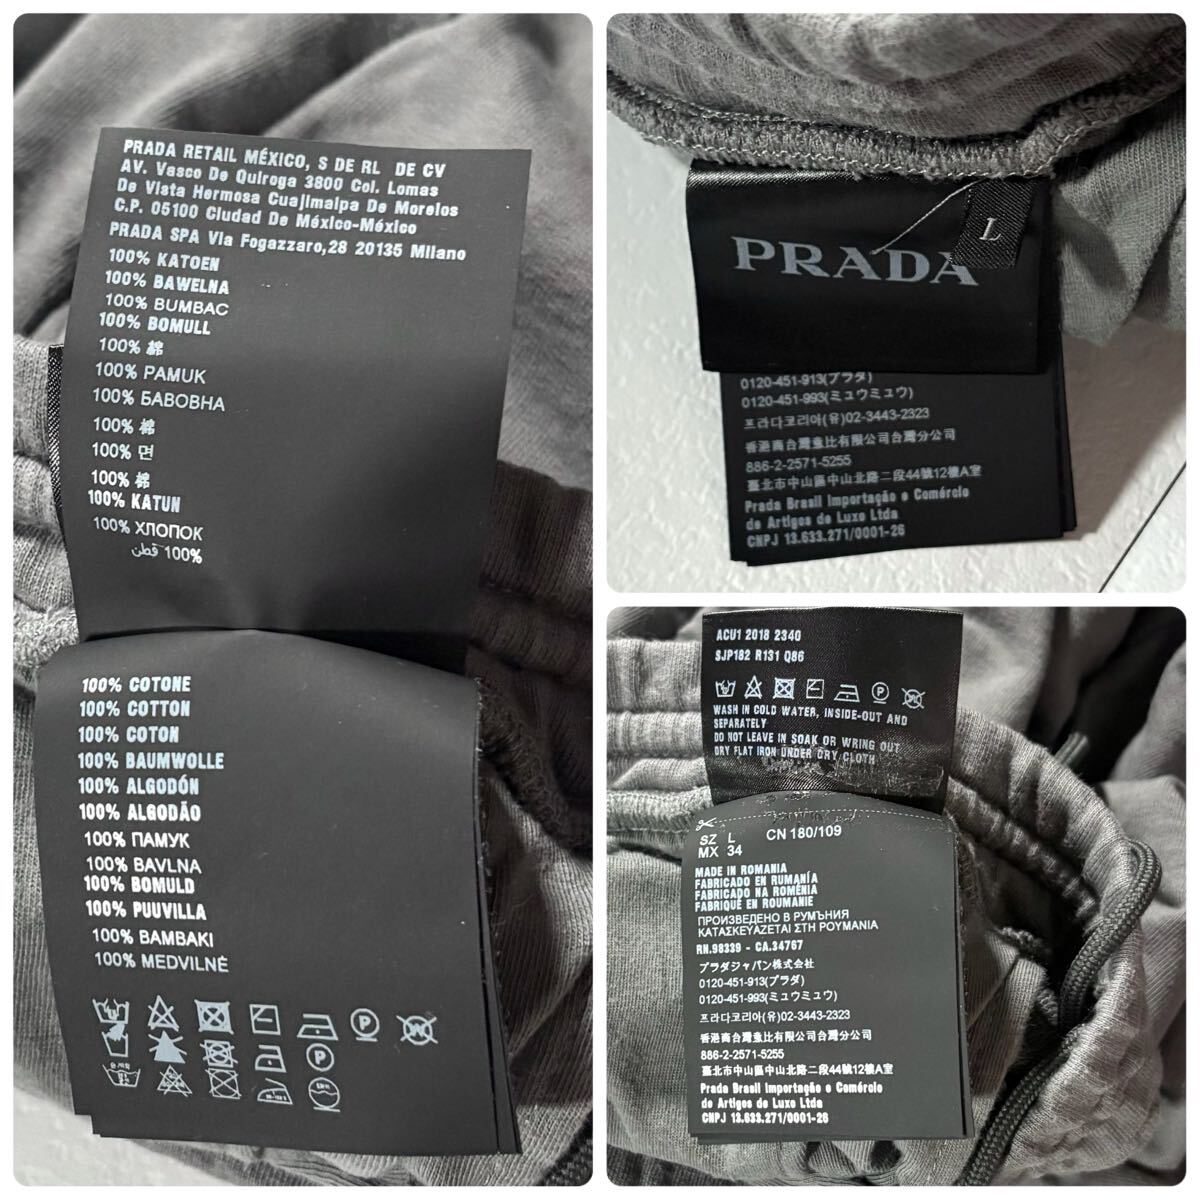 PRADA RETAIL MÉXICO, S DE RL DE CV
AV. Vasco De Quiroga 3800 Col. Lomas
De Vista Hermosa Cuajimalpa De Morelos
C.P. 05100 Ciudad De México-México
PRADA SPA Via Fogazzaro,28 20135 Milano
100% KATOEN
100% BAWELNA
100% BUMBAC
100% BOMULL
100% 棉
100% PAMUK
100% БАВОВНА
100% 棉
100% 면
100% 棉
100% KATUN
100% ХЛОПОК
100% قطن
100% COTONE
100% COTTON
100% COTON
100% BAUMWOLLE
100% ALGODÓN
100% ALGODÃO
100% ПАМУК
100% BAVLNA
100% BOMULD
100% PUUVILLA
100% BAMBAKI
100% MEDVILNĖ
PRADA
L
0120-451-913(プラダ)
0120-451-993(ミュウミュウ)
프라다코리아(유)02-3443-2323
香港商台灣普比有限公司台灣分公司
886-2-2571-5255
臺北市中山區中山北路二段44號12樓A室
Prada Brasil Importação e Comércio
de Artigos de Luxo Ltda
CNPJ 13.633.271/0001-26
ACU1 2018 2340
SJP182 R131 Q86
WASH IN COLD WATER, INSIDE-OUT AND
SEPARATELY
DO NOT LEAVE IN SOAK OR WRING OUT
DRY FLAT IRON UNDER DRY CLOTH
SZ L CN 180/109
MX 34
MADE IN ROMANIA
FABRICADO EN RUMANÍA
FABRICADO NA ROMÊNIA
FABRIQUÉ EN ROUMANIE
ПРОИЗВЕДЕНО В РУМЪНИЯ
ΚΑΤΑΣΚΕΥΑΖΕΤΑΙ ΣΤΗ ΡΟΥΜΑΝΙΑ
RN.98339 - CA.34767
プラダジャパン株式会社
0120-451-913(プラダ)
0120-451-993(ミュウミュウ)
프라다코리아(유)02-3443-2323
香港商台灣普比有限公司台灣分公司
886-2-2571-5255
臺北市中山區中山北路二段44號12樓A室
Prada Brasil Importação e Comércio
de Artigos de Luxo Ltda
CNPJ 13.633.271/0001-26